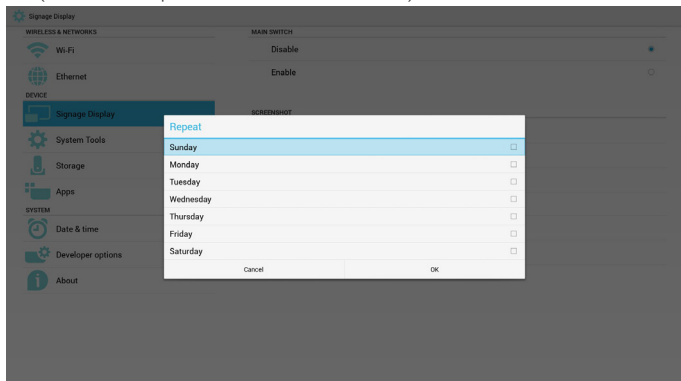 Signage Display
WIRELESS & NETWORKS
Wi-Fi
Ethernet
DEVICE
Signage Display
System Tools
Storage
Apps
SYSTEM
Date & time
Developer options
About
MAIN SWITCH
Disable
Enable
SCREENSHOT
Repeat
Sunday
Monday
Tuesday
Wednesday
Thursday
Friday
Saturday
Cancel
OK